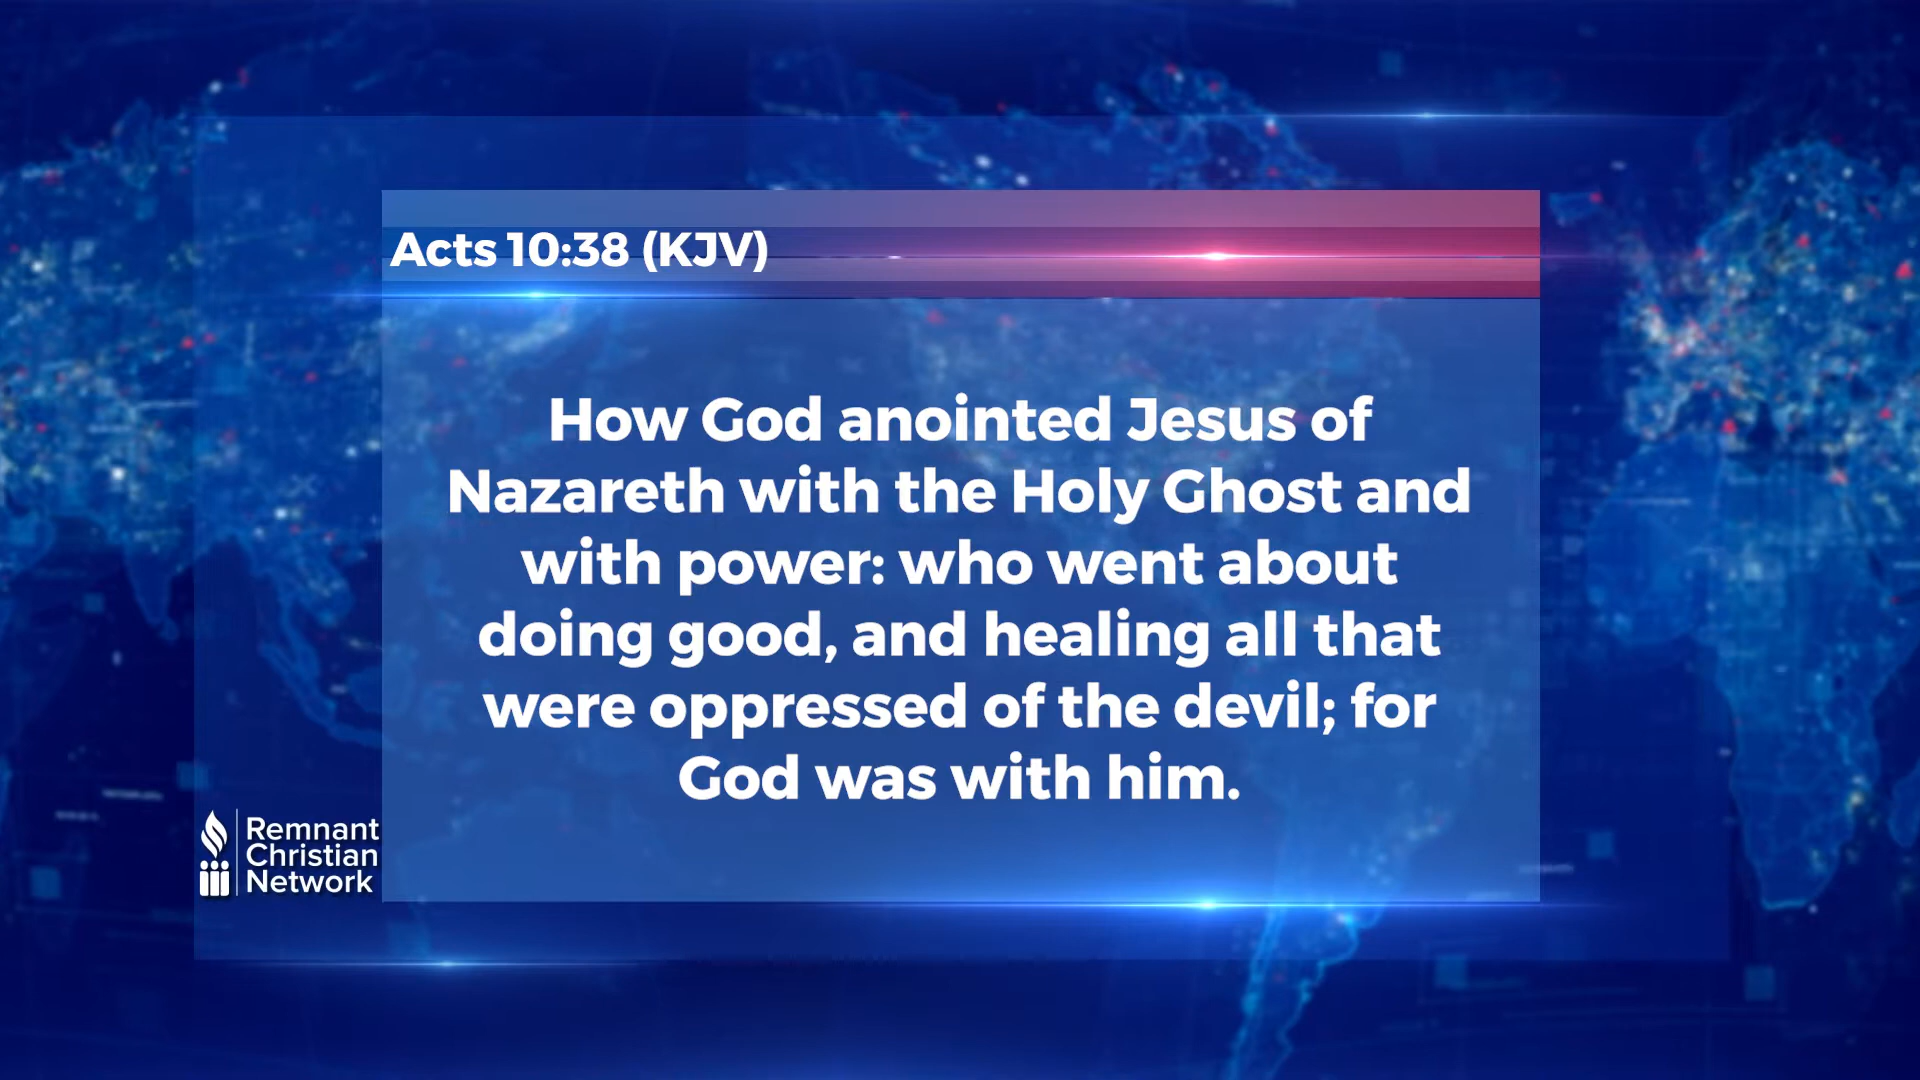 Acts 10:38 (KJV)
How God anointed Jesus of
Nazareth with the Holy Ghost and
with power: who went about
doing good, and healing all that
were oppressed of the devil; for
God was with him.
Remnant
Christian
Network